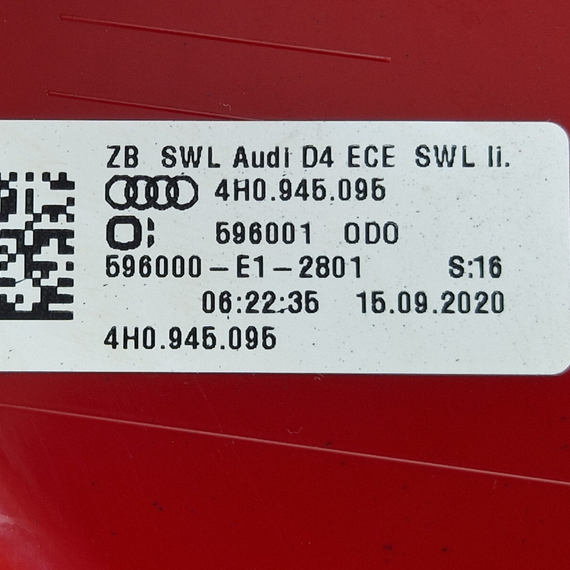 ZB SWL Audi D4 ECE SWL li.
4H0.945.095
596001 0D0
596000-E1-2801 S:16
06:22:35 15.09.2020
4H0.945.095